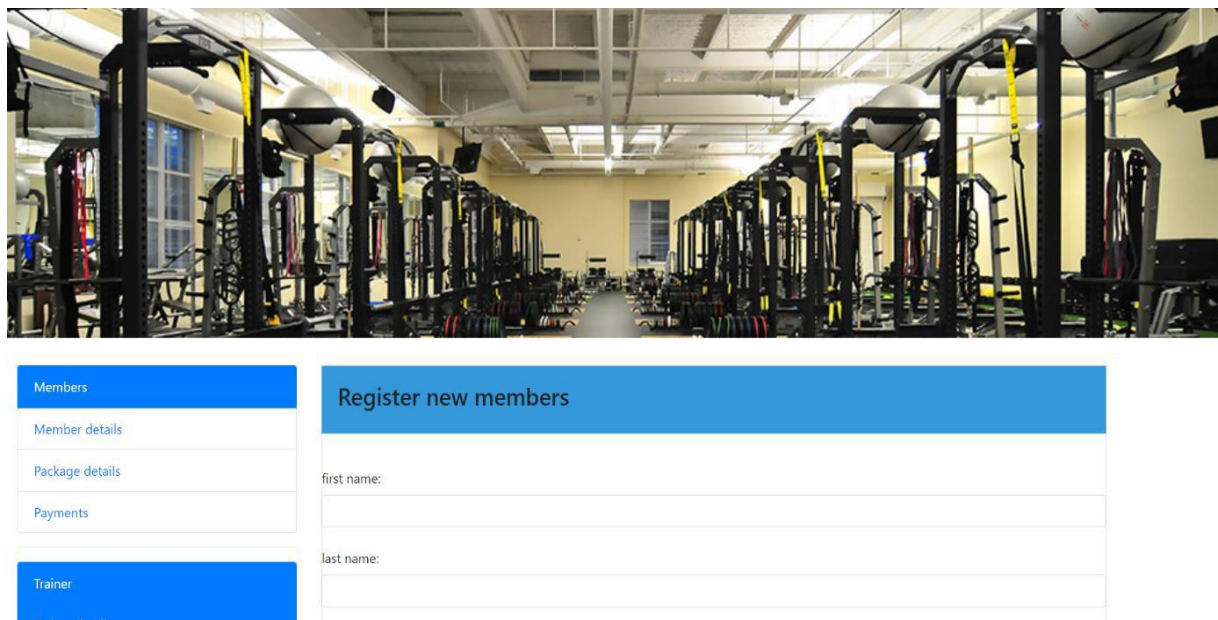 Members
Member details
Package details
Payments
Trainer
Register new members
first name:
last name: